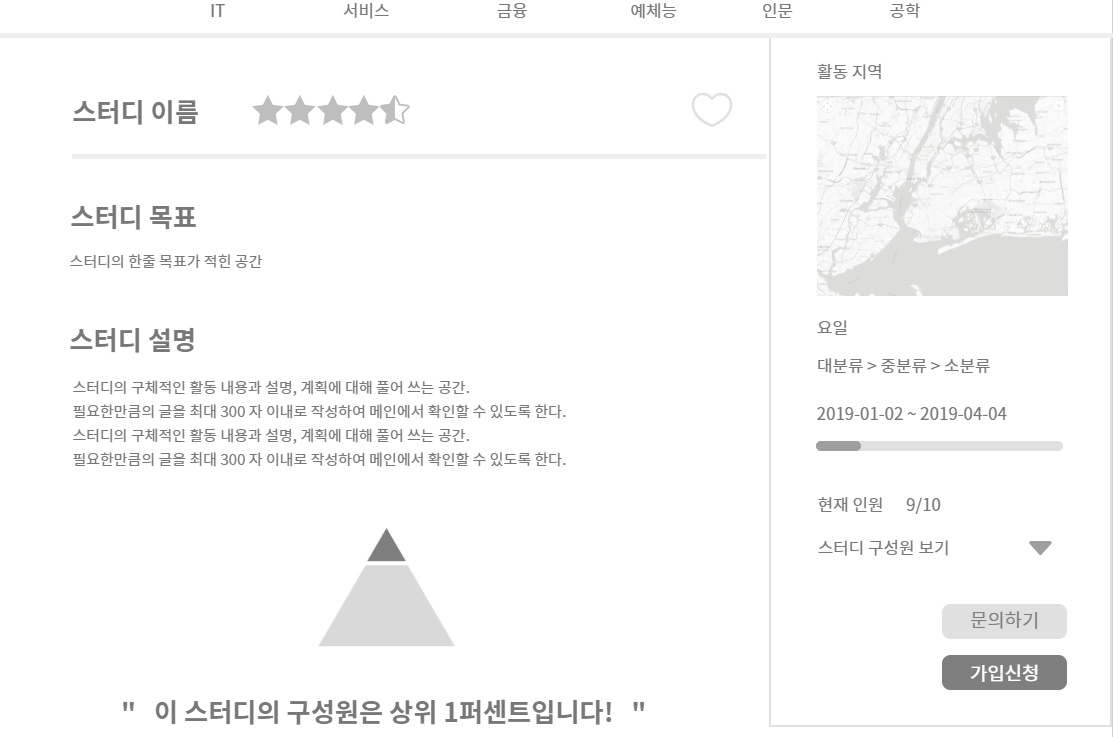 IT 서비스 금융 예체능 인문 공학
스터디 이름
스터디 목표
스터디의 한줄 목표가 적힌 공간
스터디 설명
스터디의 구체적인 활동 내용과 설명, 계획에 대해 풀어 쓰는 공간.
필요한만큼의 글을 최대 300 자 이내로 작성하여 메인에서 확인할 수 있도록 한다.
스터디의 구체적인 활동 내용과 설명, 계획에 대해 풀어 쓰는 공간.
필요한만큼의 글을 최대 300 자 이내로 작성하여 메인에서 확인할 수 있도록 한다.
" 이 스터디의 구성원은 상위 1퍼센트입니다! "
활동 지역
요일
대분류 > 중분류 > 소분류
2019-01-02 ~ 2019-04-04
현재 인원 9/10
스터디 구성원 보기
문의하기
가입신청